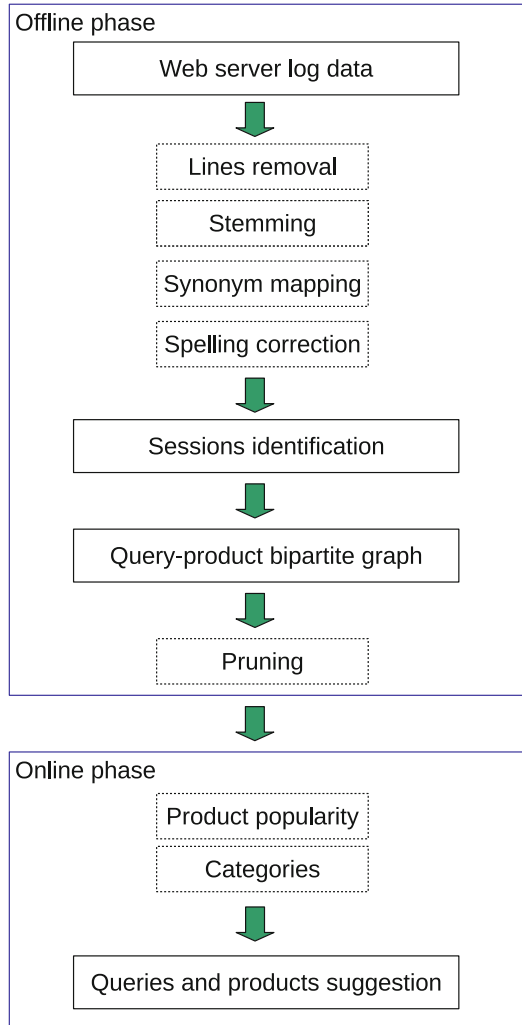 Offline phase
Web server log data
Lines removal
Stemming
Synonym mapping
Spelling correction
Sessions identification
Query-product bipartite graph
Pruning
Online phase
Product popularity
Categories
Queries and products suggestion